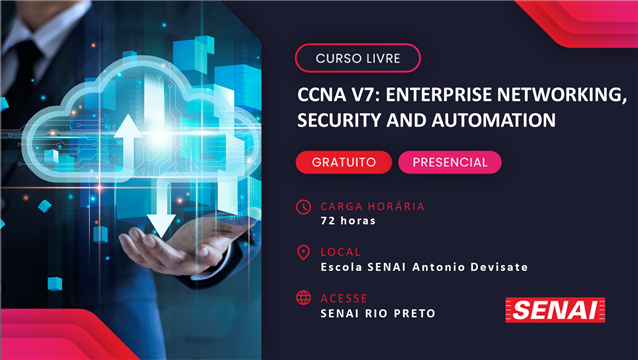 CURSO LIVRE
CCNA V7: ENTERPRISE NETWORKING,
SECURITY AND AUTOMATION
GRATUITO
PRESENCIAL
CARGA HORÁRIA
72 horas
LOCAL
Escola SENAI Antonio Devisate
ACESSE
SENAI RIO PRETO
SENAI